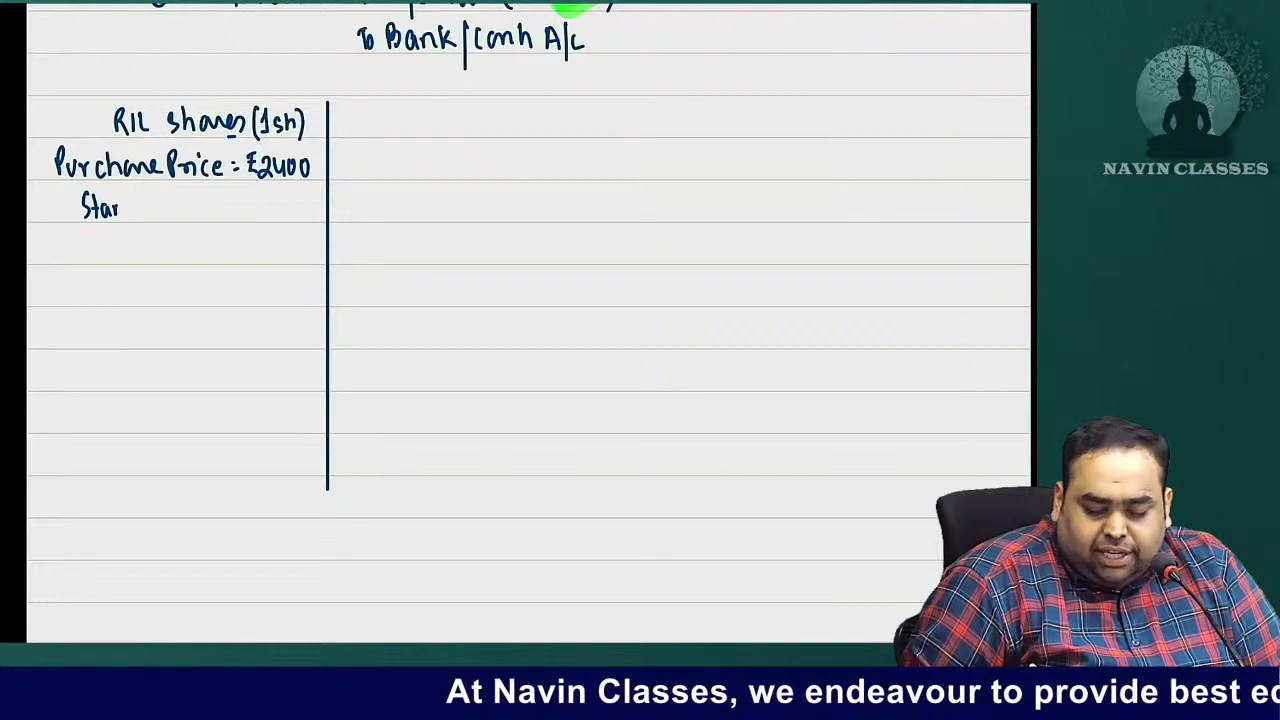 To Bank/Cash A/c
RIL Shares (1sh)
Purchase Price = ₹2400
Star
NAVIN CLASSES
At Navin Classes, we endeavour to provide best ed